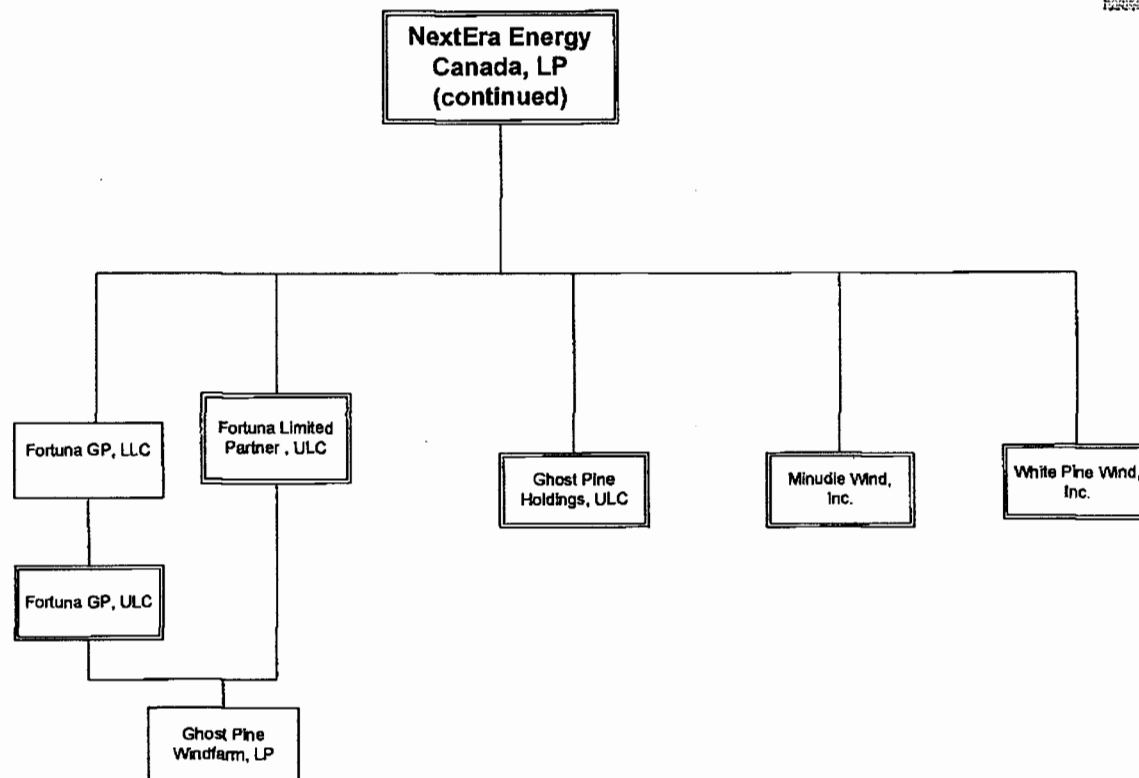 NextEra Energy
Canada, LP
(continued)
Fortuna GP, LLC
Fortuna Limited
Partner , ULC
Ghost Pine
Holdings, ULC
Minudie Wind,
Inc.
White Pine Wind,
Inc.
Fortuna GP, ULC
Ghost Pine
Windfarm, LP